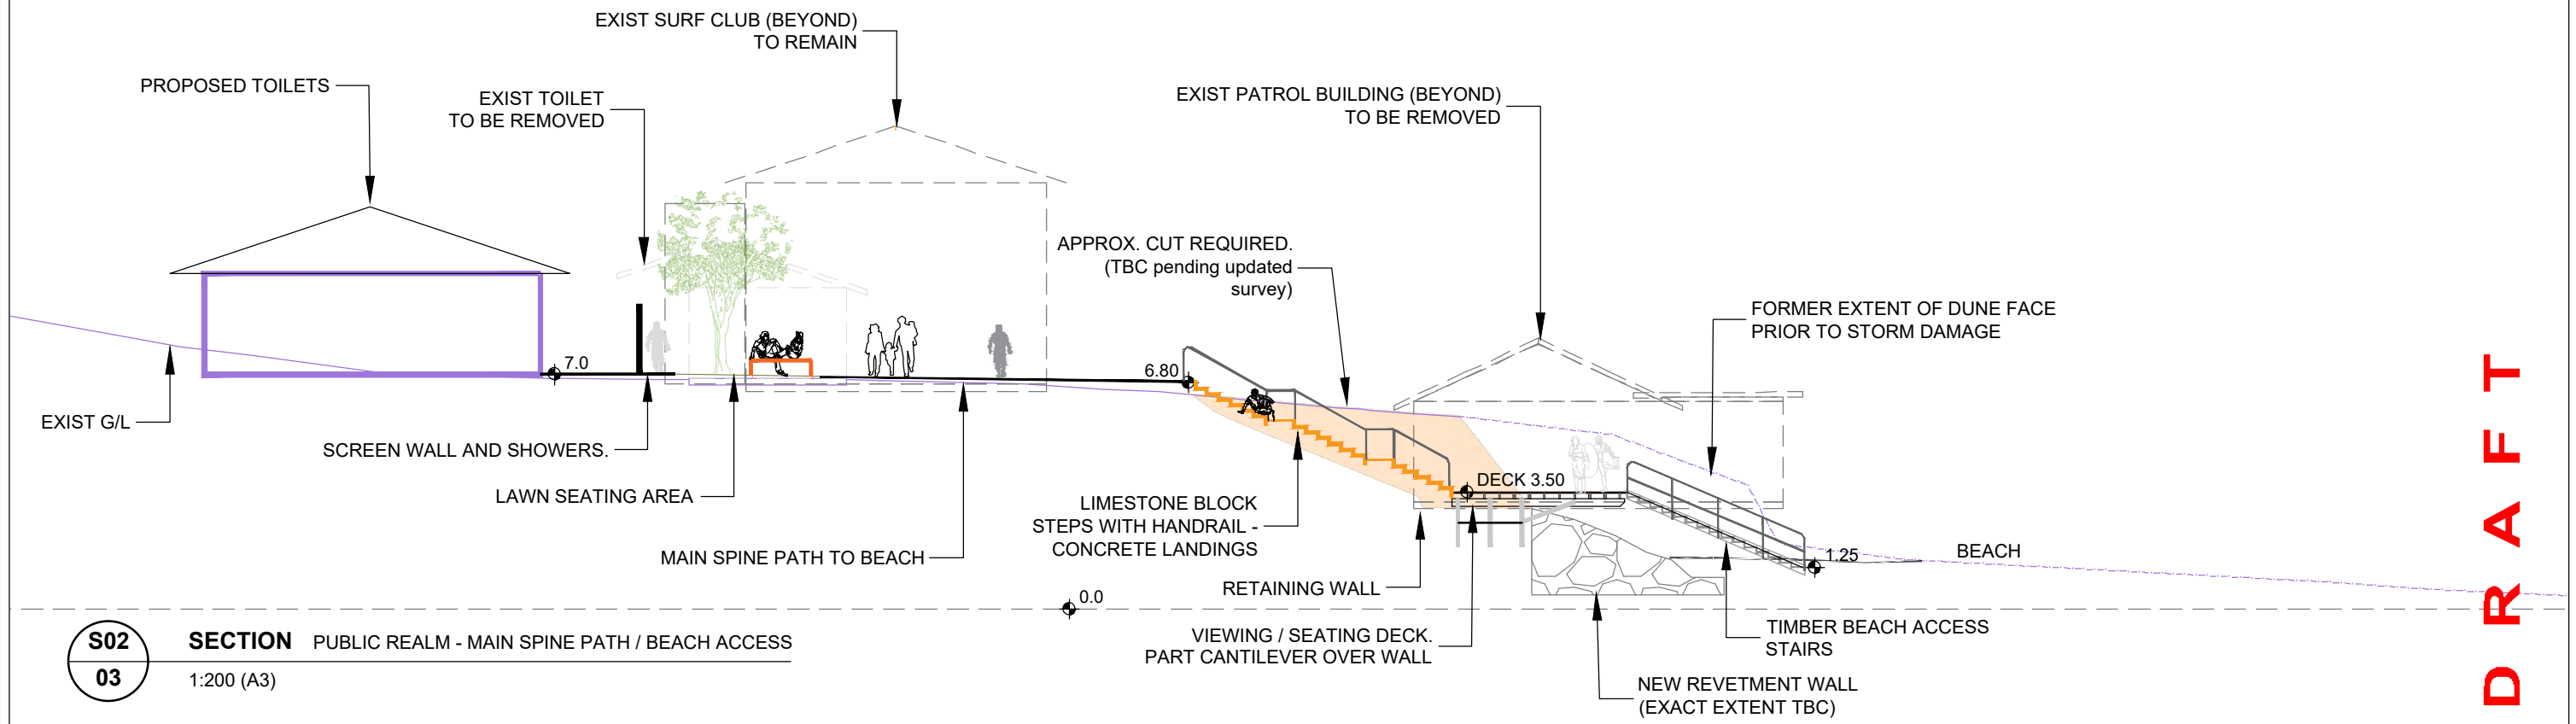 EXIST SURF CLUB (BEYOND)
TO REMAIN
PROPOSED TOILETS
EXIST TOILET
TO BE REMOVED
EXIST PATROL BUILDING (BEYOND)
TO BE REMOVED
APPROX. CUT REQUIRED.
(TBC pending updated
survey)
FORMER EXTENT OF DUNE FACE
PRIOR TO STORM DAMAGE
7.0
6.80
EXIST G/L
SCREEN WALL AND SHOWERS.
LAWN SEATING AREA
MAIN SPINE PATH TO BEACH
DECK 3.50
LIMESTONE BLOCK
STEPS WITH HANDRAIL -
CONCRETE LANDINGS
RETAINING WALL
1.25
BEACH
0.0
VIEWING / SEATING DECK.
PART CANTILEVER OVER WALL
TIMBER BEACH ACCESS
STAIRS
NEW REVETMENT WALL
(EXACT EXTENT TBC)
S02
03
SECTION PUBLIC REALM - MAIN SPINE PATH / BEACH ACCESS
1:200 (A3)
DRAFT